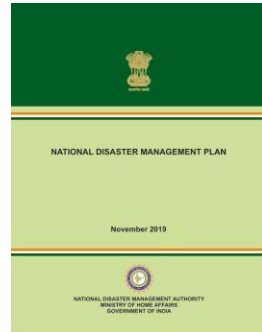 NATIONAL DISASTER MANAGEMENT PLAN
November 2019
NATIONAL DISASTER MANAGEMENT AUTHORITY
MINISTRY OF HOME AFFAIRS
GOVERNMENT OF INDIA